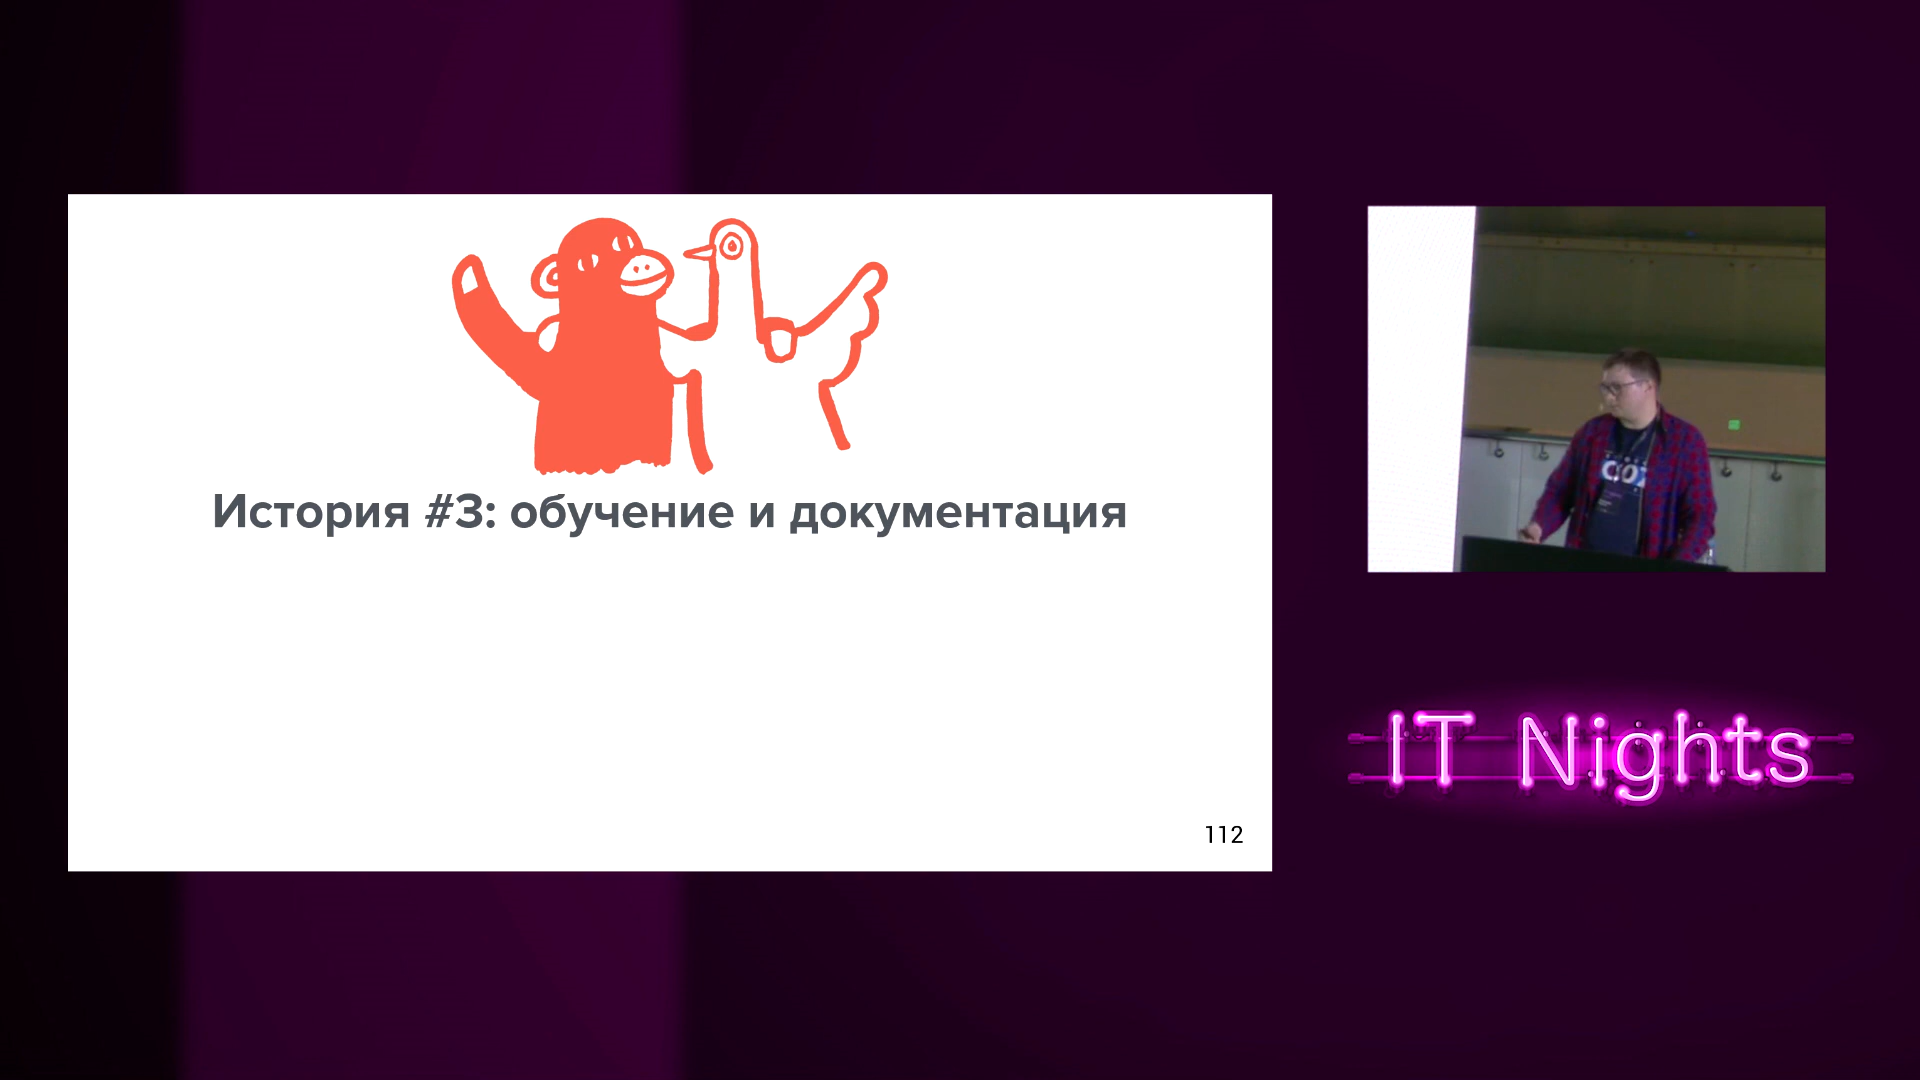 История #3: обучение и документация
112
IT Nights